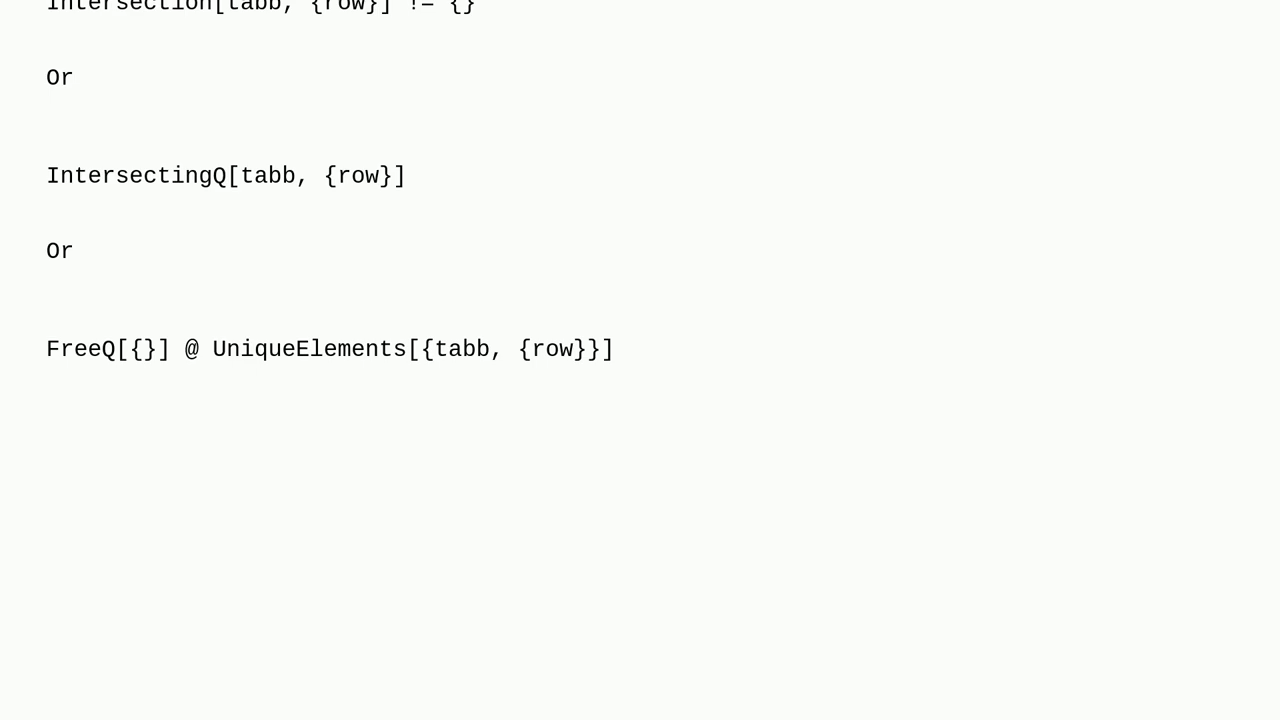 Intersection[tabb, {row}] != {}
Or
IntersectingQ[tabb, {row}]
Or
FreeQ[{}] @ UniqueElements[{tabb, {row}}]